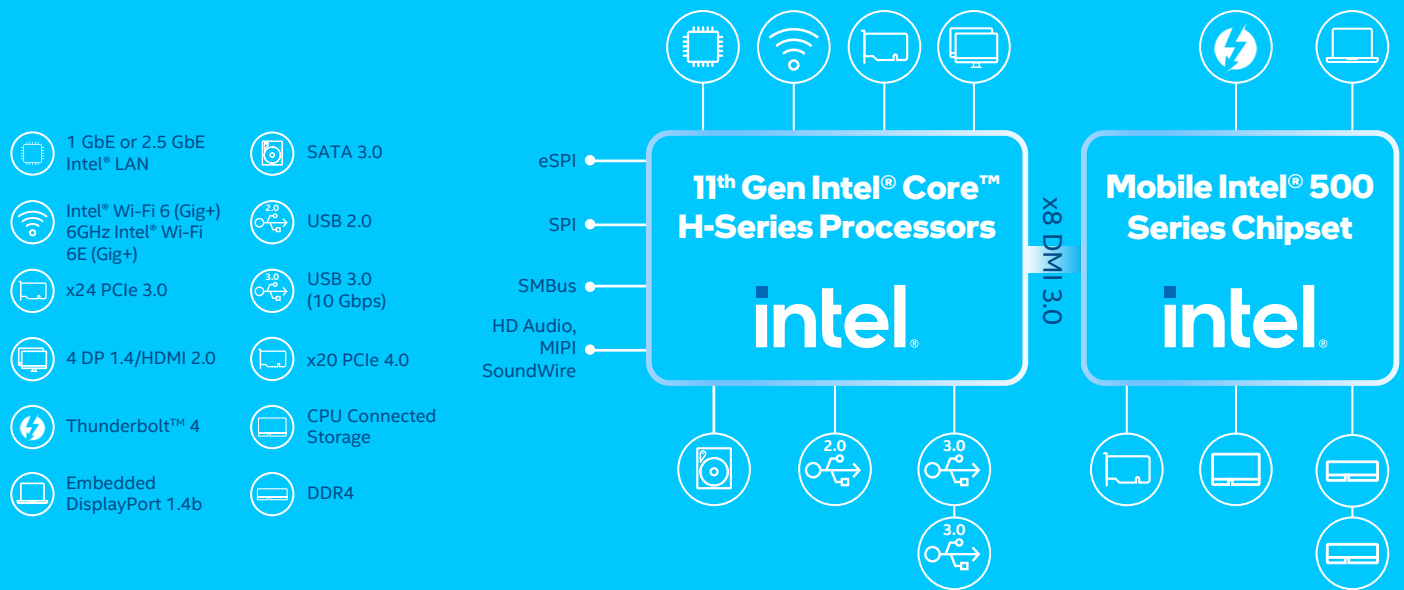 1 GbE or 2.5 GbE
Intel® LAN
Intel® Wi-Fi 6 (Gig+)
6GHz Intel® Wi-Fi
6E (Gig+)
x24 PCIe 3.0
4 DP 1.4/HDMI 2.0
Thunderbolt™ 4
Embedded
DisplayPort 1.4b
SATA 3.0
2.0
USB 2.0
3.0
USB 3.0
(10 Gbps)
x20 PCIe 4.0
CPU Connected
Storage
DDR4
eSPI
SPI
SMBus
HD Audio,
MIPI
SoundWire
11th Gen Intel® Core™
H-Series Processors
intel®
x8 DMI 3.0
Mobile Intel® 500
Series Chipset
intel®
2.0
3.0
3.0